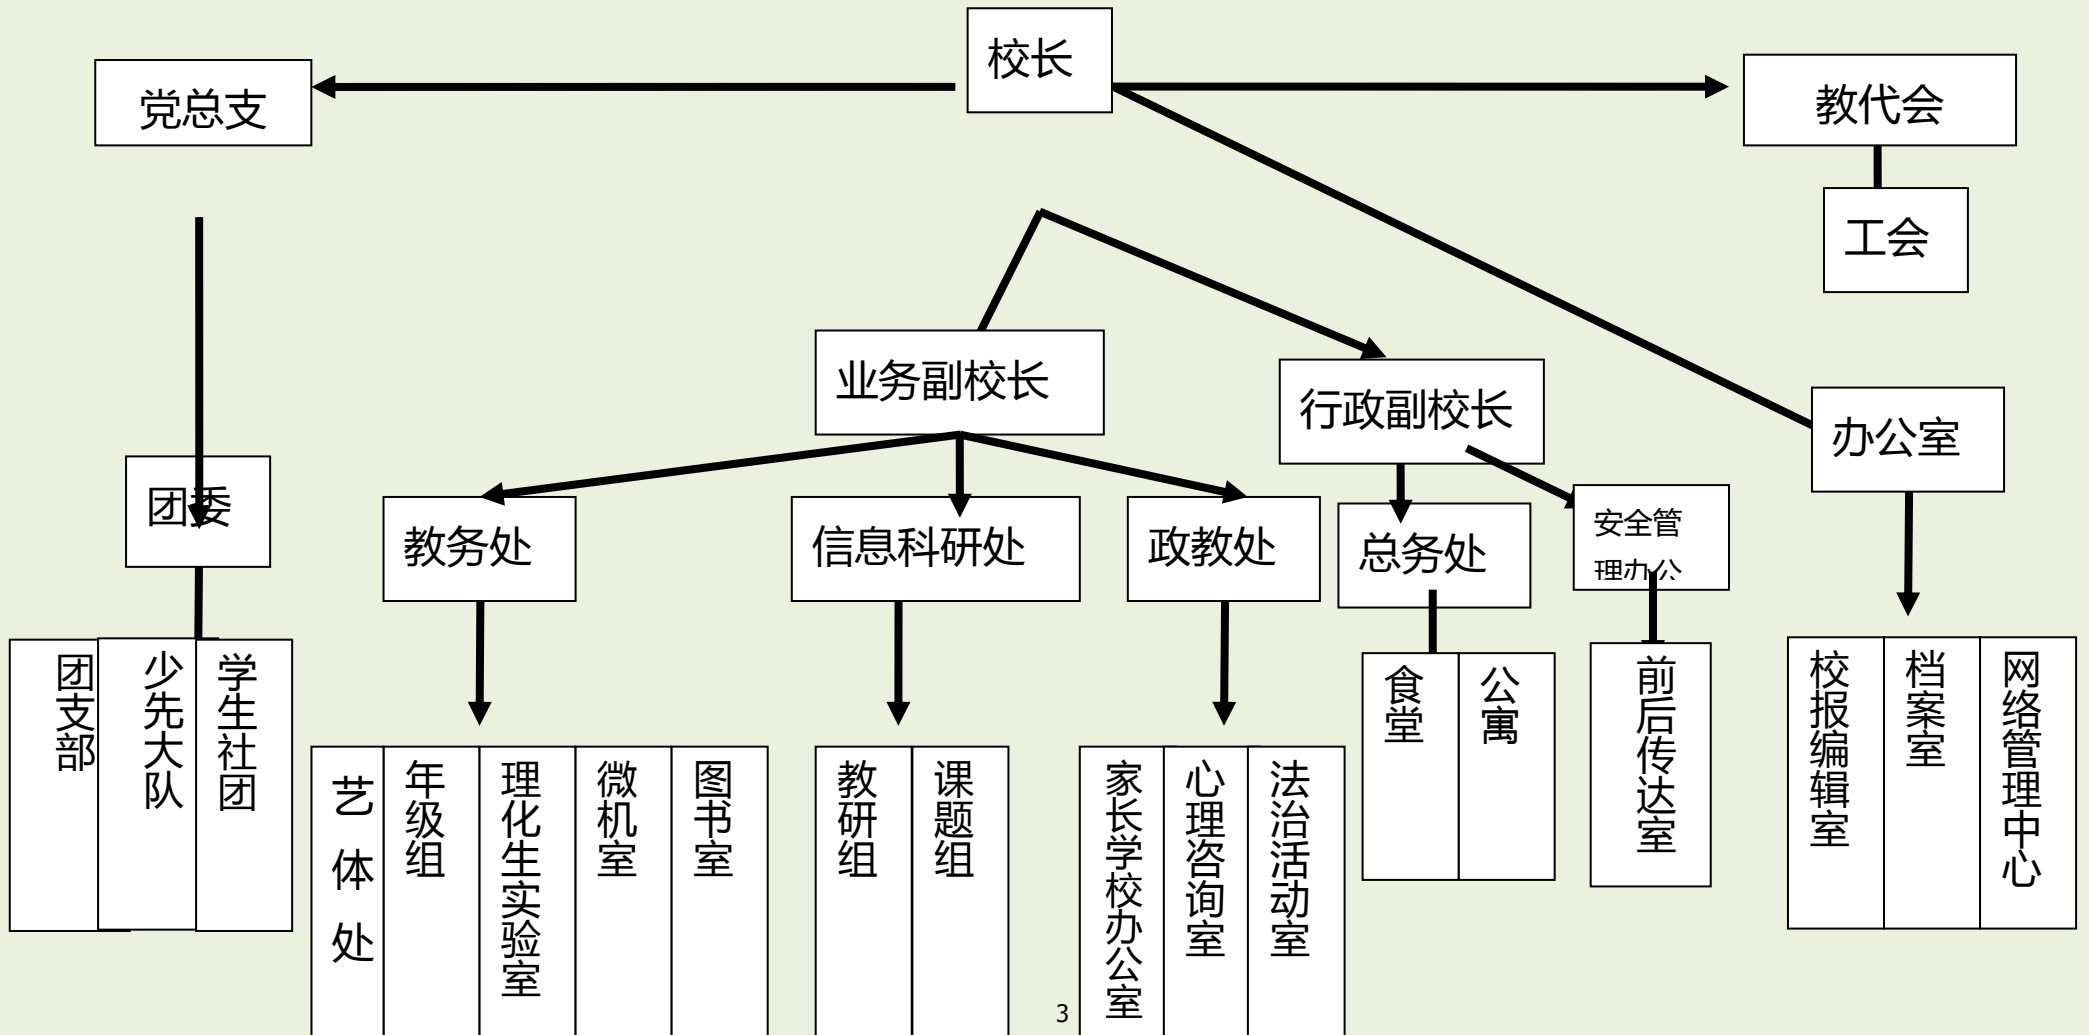 校长
党总支
教代会
工会
业务副校长
行政副校长
办公室
团委
教务处
信息科研处
政教处
总务处
安全管
理办公
团支部
少先大队
学生社团
艺体处
年级组
理化生实验室
微机室
图书室
教研组
课题组
家长学校办公室
心理咨询室
法治活动室
食堂
公寓
前后传达室
校报编辑室
档案室
网络管理中心
3